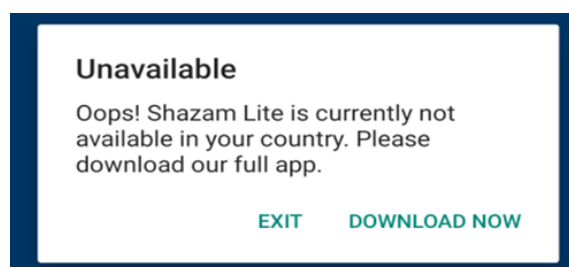 Unavailable
Oops! Shazam Lite is currently not
available in your country. Please
download our full app.
EXIT DOWNLOAD NOW